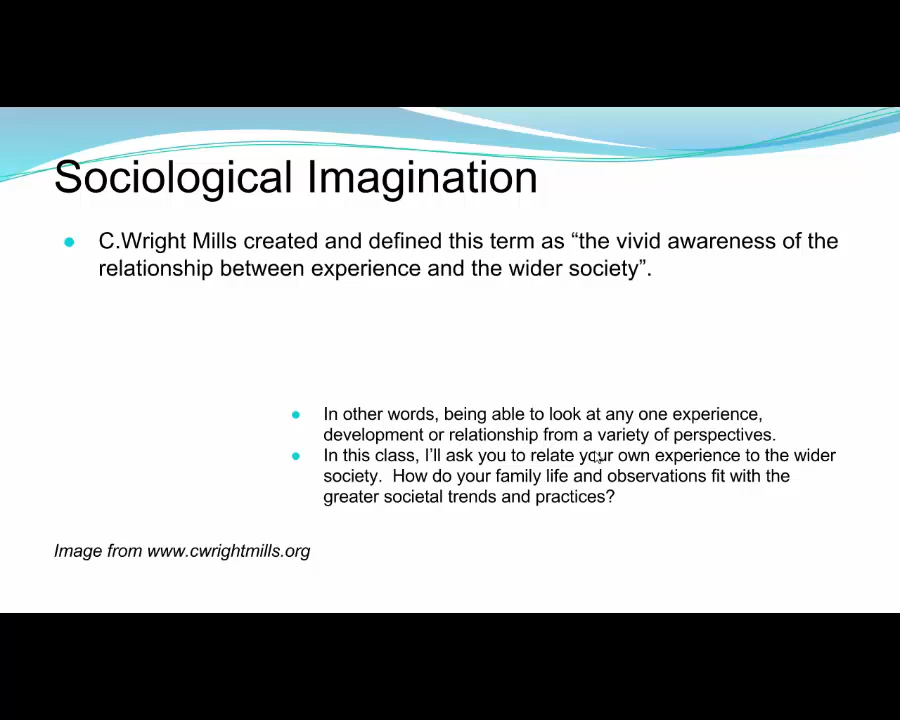 Sociological Imagination
● C.Wright Mills created and defined this term as “the vivid awareness of the
relationship between experience and the wider society”.
● In other words, being able to look at any one experience,
development or relationship from a variety of perspectives.
● In this class, I’ll ask you to relate your own experience to the wider
society.  How do your family life and observations fit with the
greater societal trends and practices?
Image from www.cwrightmills.org